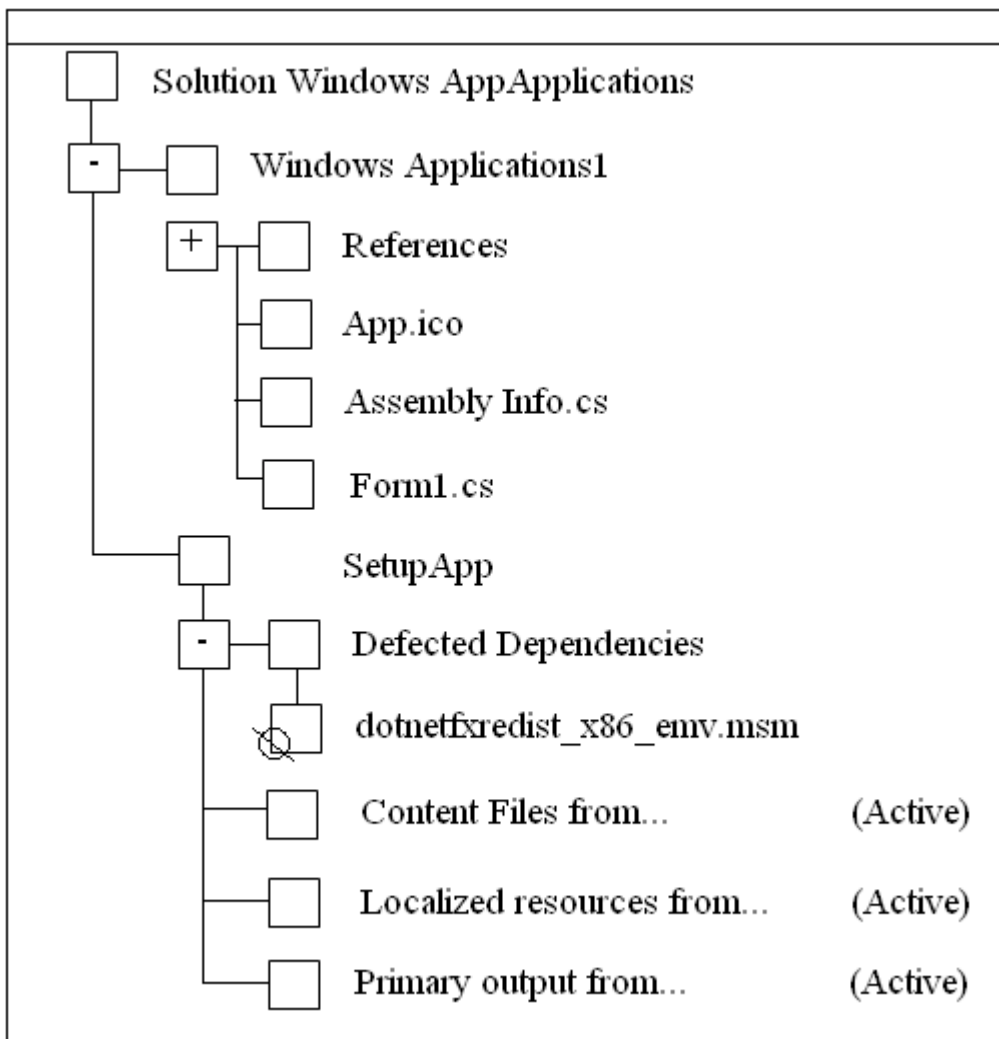 Solution Windows AppApplications
- Windows Applications1
+ References
App.ico
Assembly Info.cs
Form1.cs
SetupApp
- Defected Dependencies
dotnetfxredist_x86_emv.msm
Content Files from... (Active)
Localized resources from... (Active)
Primary output from... (Active)